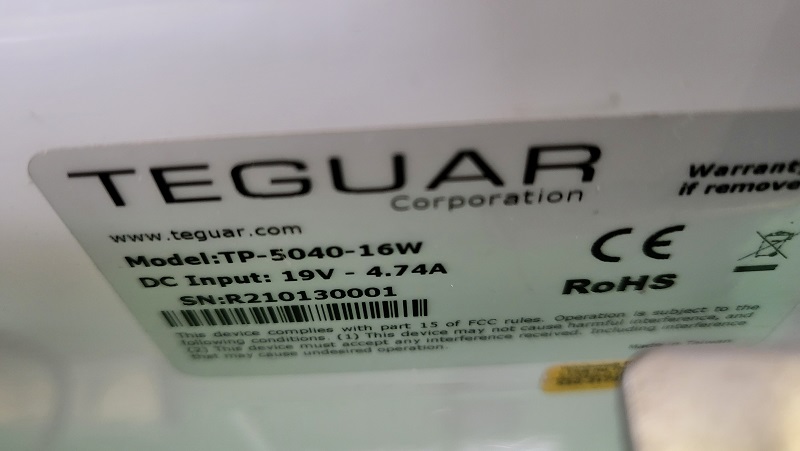 TEGUAR
Corporation
Warranty
if remove
www.teguar.com
Model:TP-5040-16W
DC Input: 19V - 4.74A
SN:R210130001
CE
RoHS
This device complies with part 15 of FCC rules. Operation is subject to the
following conditions. (1) This device may not cause harmful interference, and
(2) This device must accept any interference received. Including interference
that may cause undesired operation.